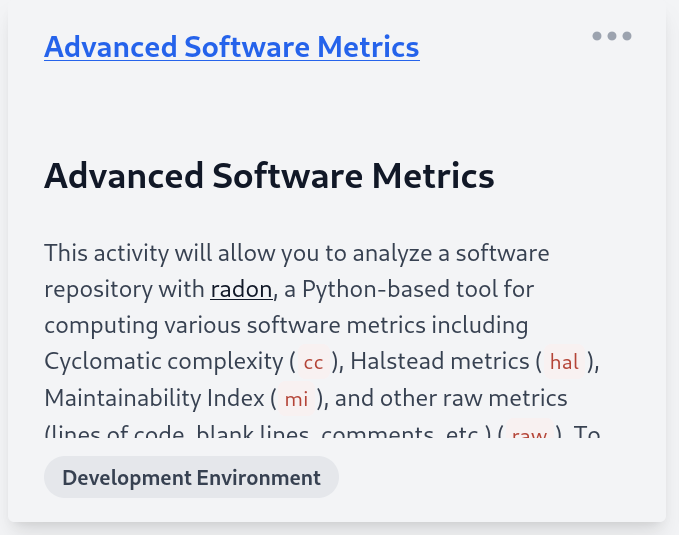 Advanced Software Metrics
Advanced Software Metrics
This activity will allow you to analyze a software
repository with radon, a Python-based tool for
computing various software metrics including
Cyclomatic complexity ( cc ), Halstead metrics ( hal ),
Maintainability Index ( mi ), and other raw metrics
(lines of code, blank lines, comments, etc.) ( raw ). To
Development Environment